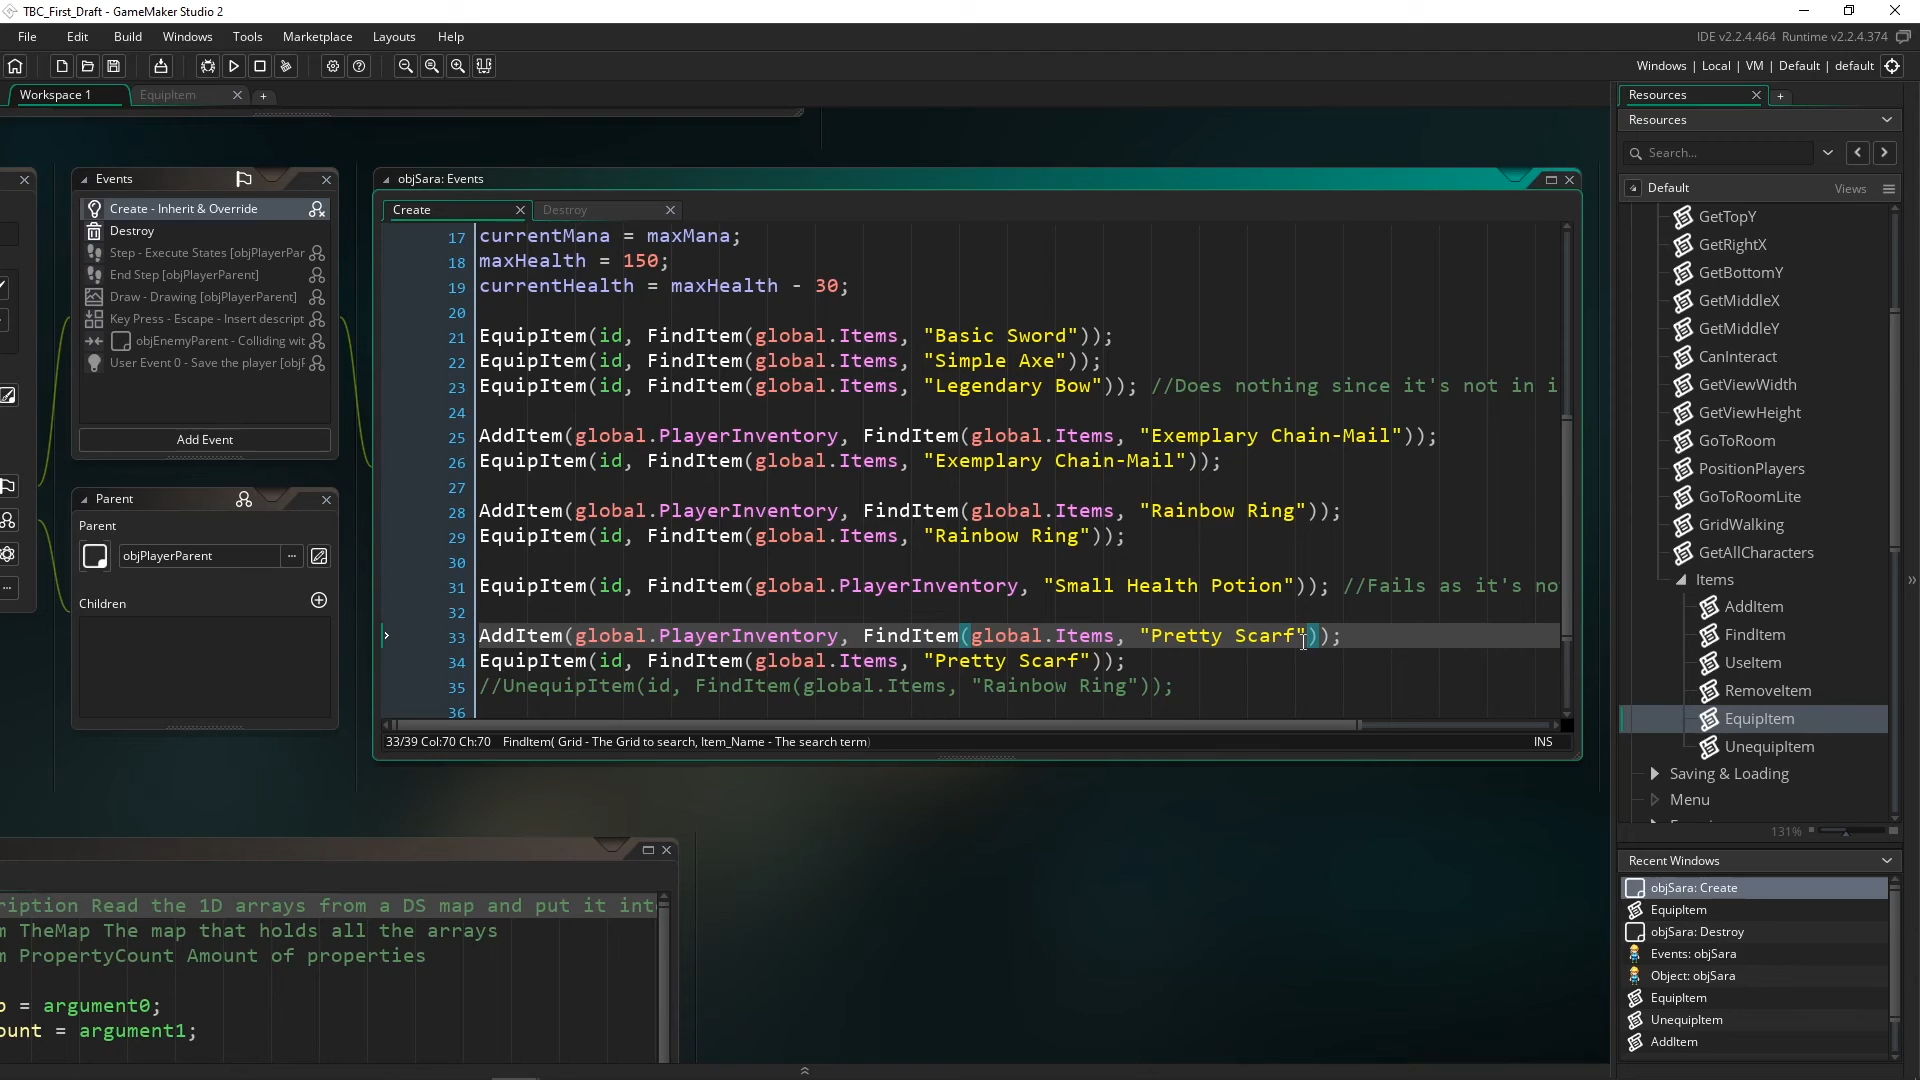 TBC_First_Draft - GameMaker Studio 2
File Edit Build Windows Tools Marketplace Layouts Help
IDE v2.2.4.464 Runtime v2.2.4.374
Windows | Local | VM | Default | default
Workspace 1
EquipItem
Events
Create - Inherit & Override
Destroy
Step - Execute States [objPlayerPar
End Step [objPlayerParent]
Draw - Drawing [objPlayerParent]
Key Press - Escape - Insert descript
objEnemyParent - Colliding wit
User Event 0 - Save the player [objF
Add Event
Parent
Parent
objPlayerParent
Children
objSara: Events
Create
Destroy
17 currentMana = maxMana;
18 maxHealth = 150;
19 currentHealth = maxHealth - 30;
20
21 EquipItem(id, FindItem(global.Items, "Basic Sword"));
22 EquipItem(id, FindItem(global.Items, "Simple Axe"));
23 EquipItem(id, FindItem(global.Items, "Legendary Bow")); //Does nothing since it's not in i
24
25 AddItem(global.PlayerInventory, FindItem(global.Items, "Exemplary Chain-Mail"));
26 EquipItem(id, FindItem(global.Items, "Exemplary Chain-Mail"));
27
28 AddItem(global.PlayerInventory, FindItem(global.Items, "Rainbow Ring"));
29 EquipItem(id, FindItem(global.Items, "Rainbow Ring"));
30
31 EquipItem(id, FindItem(global.PlayerInventory, "Small Health Potion")); //Fails as it's no
32
33 AddItem(global.PlayerInventory, FindItem(global.Items, "Pretty Scarf"));
34 EquipItem(id, FindItem(global.Items, "Pretty Scarf"));
35 //UnequipItem(id, FindItem(global.Items, "Rainbow Ring"));
36
33/39 Col:70 Ch:70 FindItem( Grid - The Grid to search, Item_Name - The search term)
INS
ription Read the 1D arrays from a DS map and put it int
m TheMap The map that holds all the arrays
m PropertyCount Amount of properties
p = argument0;
ount = argument1;
Resources
Resources
Search...
Default
Views
GetTopY
GetRightX
GetBottomY
GetMiddleX
GetMiddleY
CanInteract
GetViewWidth
GetViewHeight
GoToRoom
PositionPlayers
GoToRoomLite
GridWalking
GetAllCharacters
Items
AddItem
FindItem
UseItem
RemoveItem
EquipItem
UnequipItem
Saving & Loading
Menu
131%
Recent Windows
objSara: Create
EquipItem
objSara: Destroy
Events: objSara
Object: objSara
EquipItem
UnequipItem
AddItem